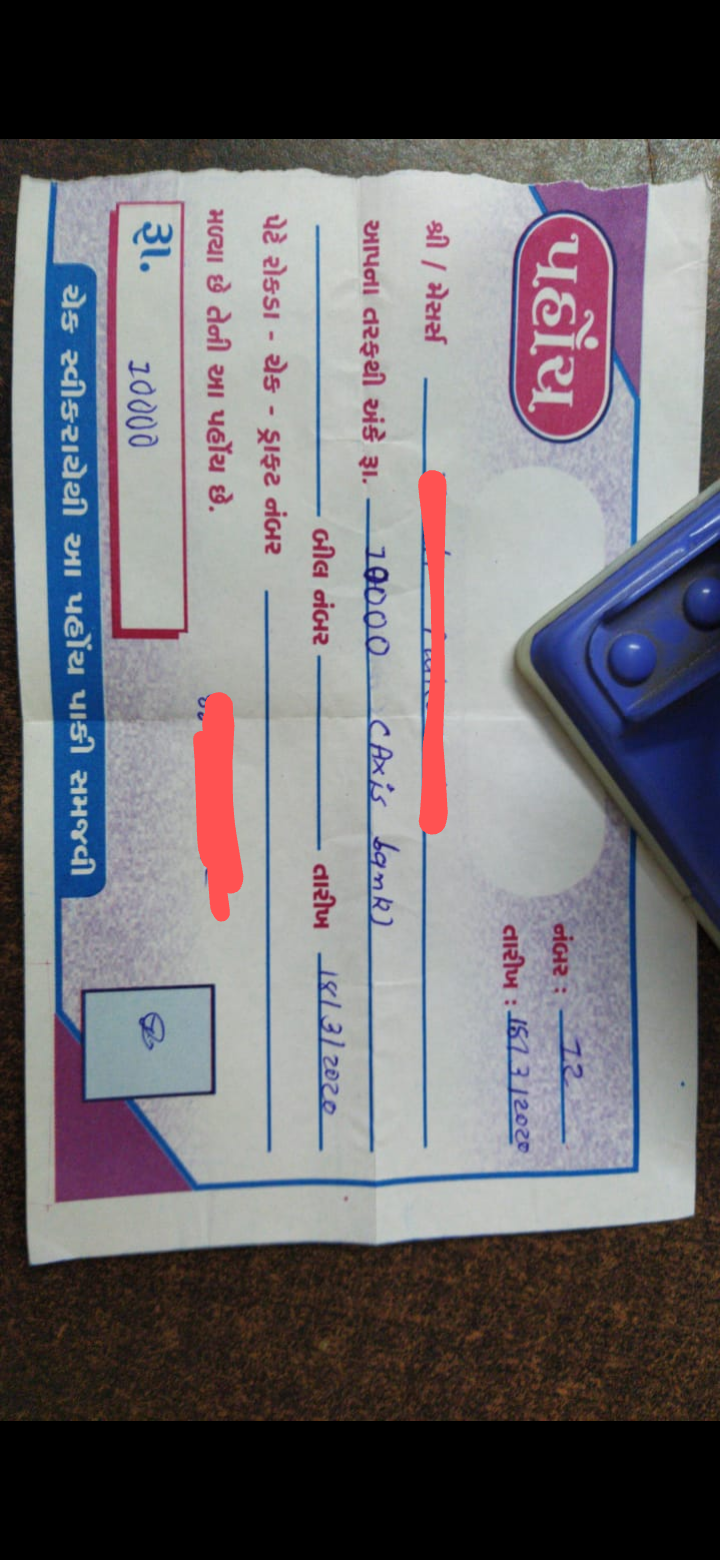 પહોંચ
નંબર : 12
તારીખ : 18/3/2020
શ્રી / મેસર્સ
આપના તરફથી અંકે રૂા. 10000 (Axis bank)
બીલ નંબર તારીખ 18/3/2020
પેટે રોકડા - ચેક - ડ્રાફ્ટ નંબર
મળ્યા છે તેની આ પહોંચ છે.
રૂા. 10000
ચેક સ્વીકારાયેથી આ પહોંચ પાકી સમજવી